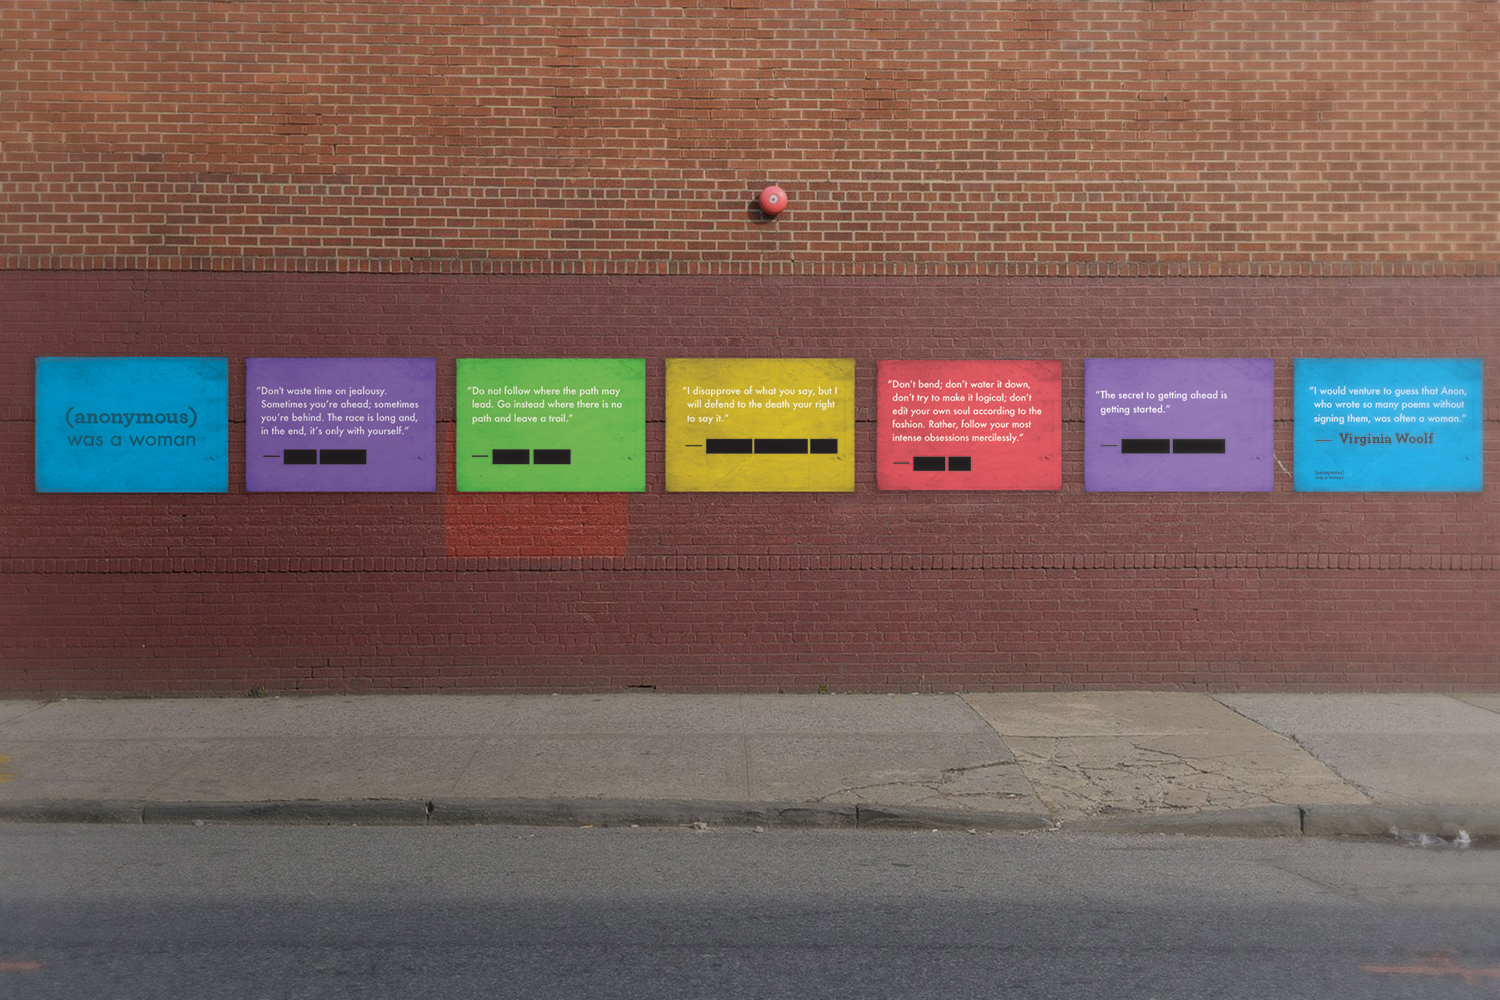 (anonymous)
was a woman
“Don't waste time on jealousy.
Sometimes you're ahead; sometimes
you're behind. The race is long and,
in the end, it's only with yourself.”
—
“Do not follow where the path may
lead. Go instead where there is no
path and leave a trail.”
—
“I disapprove of what you say, but I
will defend to the death your right
to say it.”
—
“Don't bend; don't water it down,
don't try to make it logical; don't
edit your own soul according to the
fashion. Rather, follow your most
intense obsessions mercilessly.”
—
“The secret to getting ahead is
getting started.”
—
“I would venture to guess that Anon,
who wrote so many poems without
signing them, was often a woman.”
— Virginia Woolf
(anonymous)
was a woman